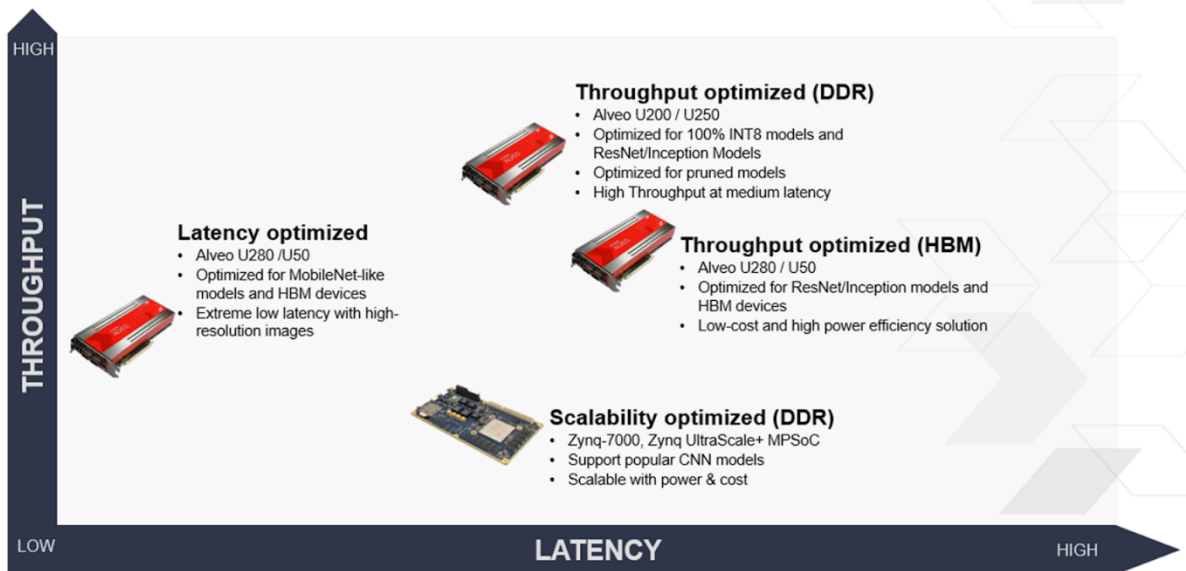 HIGH
THROUGHPUT
Throughput optimized (DDR)
• Alveo U200 / U250
• Optimized for 100% INT8 models and
ResNet/Inception Models
• Optimized for pruned models
• High Throughput at medium latency
Latency optimized
• Alveo U280 /U50
• Optimized for MobileNet-like
models and HBM devices
• Extreme low latency with high-
resolution images
Throughput optimized (HBM)
• Alveo U280 / U50
• Optimized for ResNet/Inception models and
HBM devices
• Low-cost and high power efficiency solution
Scalability optimized (DDR)
• Zynq-7000, Zynq UltraScale+ MPSoC
• Support popular CNN models
• Scalable with power & cost
LOW
LATENCY
HIGH